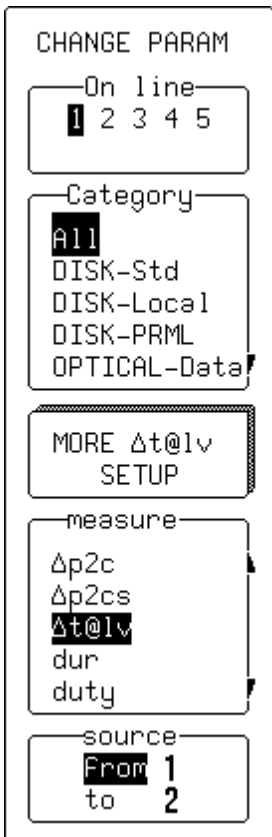 CHANGE PARAM
On line
1 2 3 4 5
Category
All
DISK-Std
DISK-Local
DISK-PRML
OPTICAL-Data
MORE Δt@lv
SETUP
measure
Δp2c
Δp2cs
Δt@lv
dur
duty
source
From 1
to 2